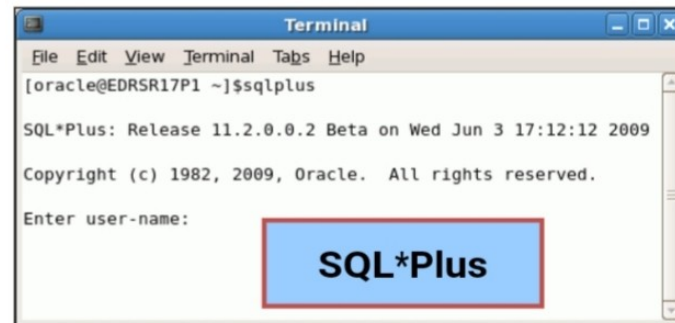 Terminal
File Edit View Terminal Tabs Help
[oracle@EDRSR17P1 ~]$sqlplus
SQL*Plus: Release 11.2.0.0.2 Beta on Wed Jun 3 17:12:12 2009
Copyright (c) 1982, 2009, Oracle.  All rights reserved.
Enter user-name:
SQL*Plus